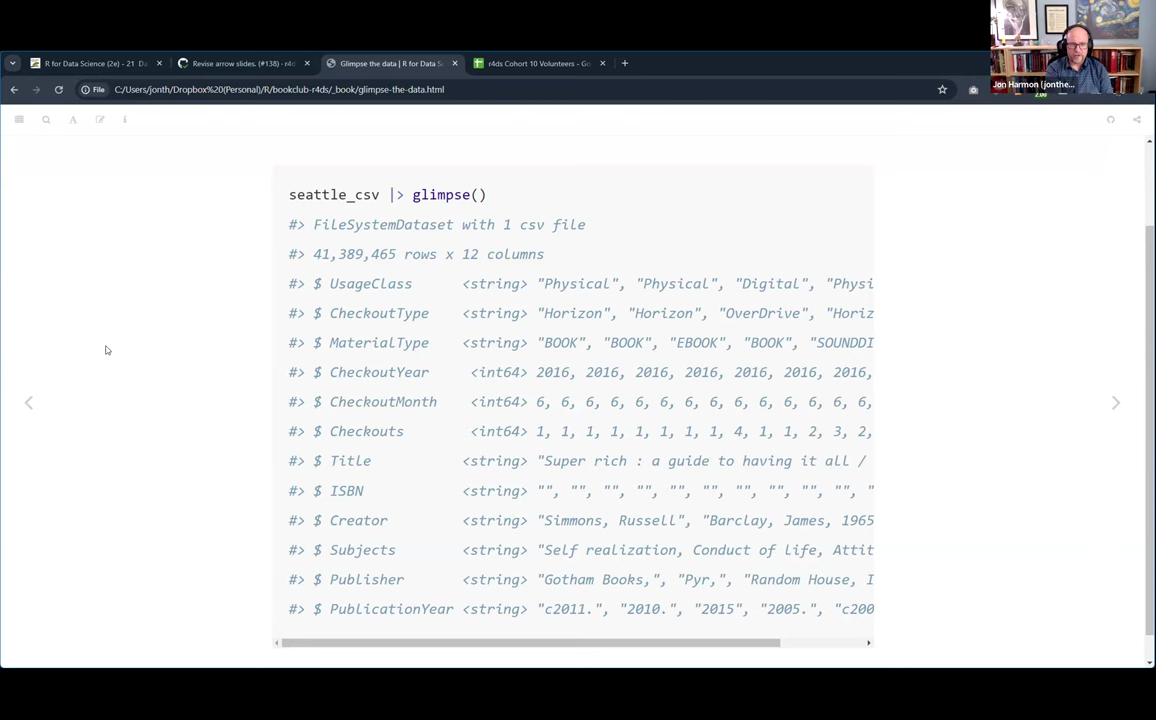 R for Data Science (2e) - 21 Da
Revise arrow slides. (#138) · r4d
Glimpse the data | R for Data Sc
r4ds Cohort 10 Volunteers - Go
File
C:/Users/jonth/Dropbox%20(Personal)/R/bookclub-r4ds/_book/glimpse-the-data.html
Jon Harmon (jonthe...
seattle_csv |> glimpse()
#> FileSystemDataset with 1 csv file
#> 41,389,465 rows x 12 columns
#> $ UsageClass <string> "Physical", "Physical", "Digital", "Physi
#> $ CheckoutType <string> "Horizon", "Horizon", "OverDrive", "Horiz
#> $ MaterialType <string> "BOOK", "BOOK", "EBOOK", "BOOK", "SOUNDDI
#> $ CheckoutYear <int64> 2016, 2016, 2016, 2016, 2016, 2016, 2016,
#> $ CheckoutMonth <int64> 6, 6, 6, 6, 6, 6, 6, 6, 6, 6, 6, 6, 6, 6,
#> $ Checkouts <int64> 1, 1, 1, 1, 1, 1, 1, 1, 4, 1, 1, 2, 3, 2,
#> $ Title <string> "Super rich : a guide to having it all /
#> $ ISBN <string> "", "", "", "", "", "", "", "", "", "", "
#> $ Creator <string> "Simmons, Russell", "Barclay, James, 1965
#> $ Subjects <string> "Self realization, Conduct of life, Attit
#> $ Publisher <string> "Gotham Books,", "Pyr,", "Random House, I
#> $ PublicationYear <string> "c2011.", "2010.", "2015", "2005.", "c200